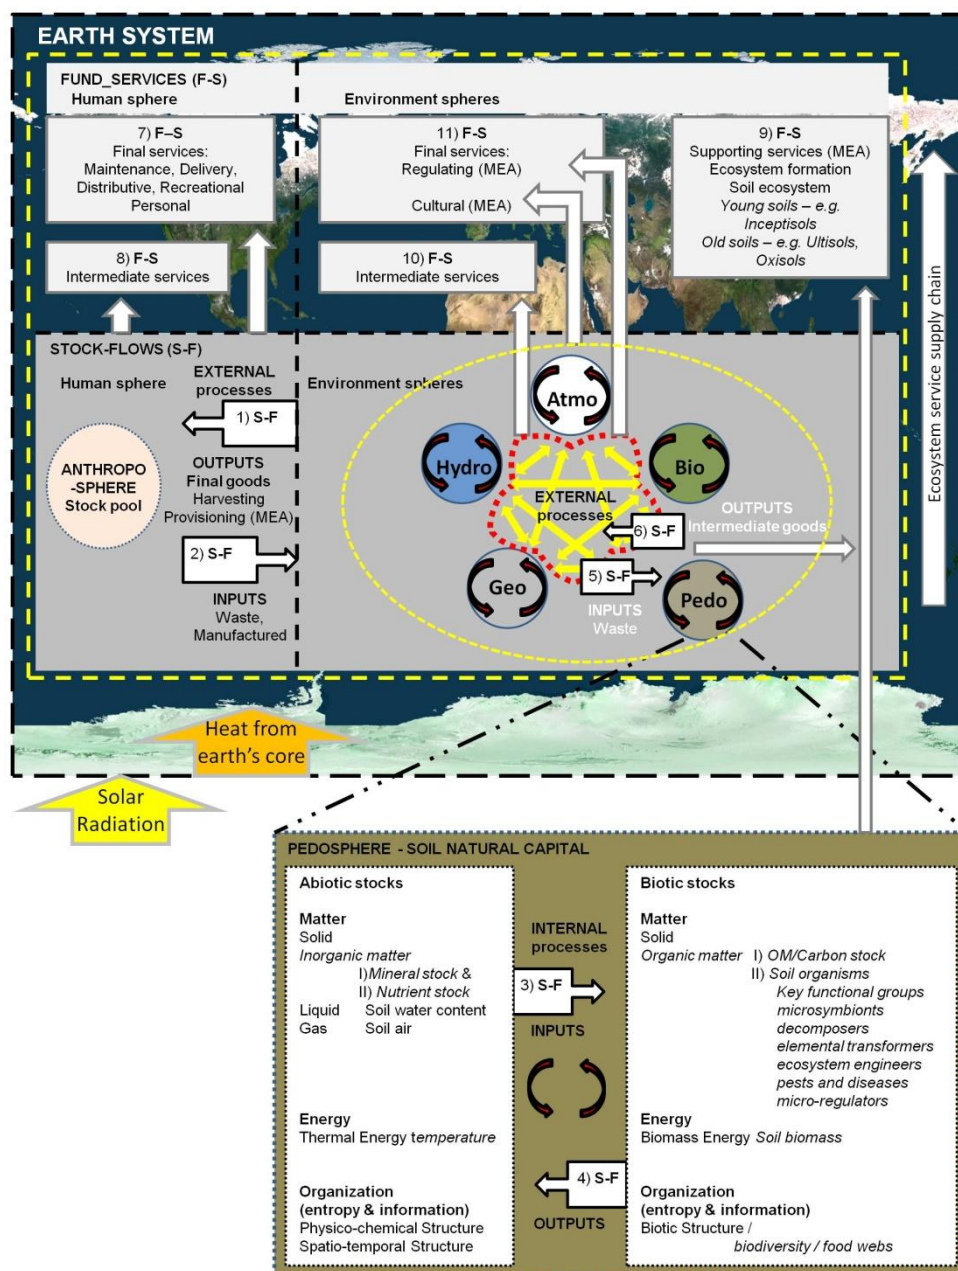 EARTH SYSTEM
FUND_SERVICES (F-S)
Human sphere
Environment spheres
7) F–S
Final services:
Maintenance, Delivery,
Distributive, Recreational
Personal
11) F-S
Final services:
Regulating (MEA)
Cultural (MEA)
9) F-S
Supporting services (MEA)
Ecosystem formation
Soil ecosystem
Young soils – e.g.
Inceptisols
Old soils – e.g. Ultisols,
Oxisols
8) F-S
Intermediate services
10) F-S
Intermediate services
Ecosystem service supply chain
STOCK-FLOWS (S-F)
Human sphere
EXTERNAL
processes
Environment spheres
1) S-F
ANTHROPO
-SPHERE
Stock pool
OUTPUTS
Final goods
Harvesting
Provisioning (MEA)
2) S-F
INPUTS
Waste,
Manufactured
Atmo
Hydro
Bio
EXTERNAL
processes
OUTPUTS
Intermediate goods
6) S-F
5) S-F
Geo
Pedo
INPUTS
Waste
Heat from
earth's core
Solar
Radiation
PEDOSPHERE - SOIL NATURAL CAPITAL
Abiotic stocks
Matter
Solid
Inorganic matter
I)Mineral stock &
II) Nutrient stock
Liquid Soil water content
Gas Soil air
Energy
Thermal Energy temperature
Organization
(entropy & information)
Physico-chemical Structure
Spatio-temporal Structure
INTERNAL
processes
3) S-F
INPUTS
4) S-F
OUTPUTS
Biotic stocks
Matter
Solid
Organic matter I) OM/Carbon stock
II) Soil organisms
Key functional groups
microsymbionts
decomposers
elemental transformers
ecosystem engineers
pests and diseases
micro-regulators
Energy
Biomass Energy Soil biomass
Organization
(entropy & information)
Biotic Structure /
biodiversity / food webs